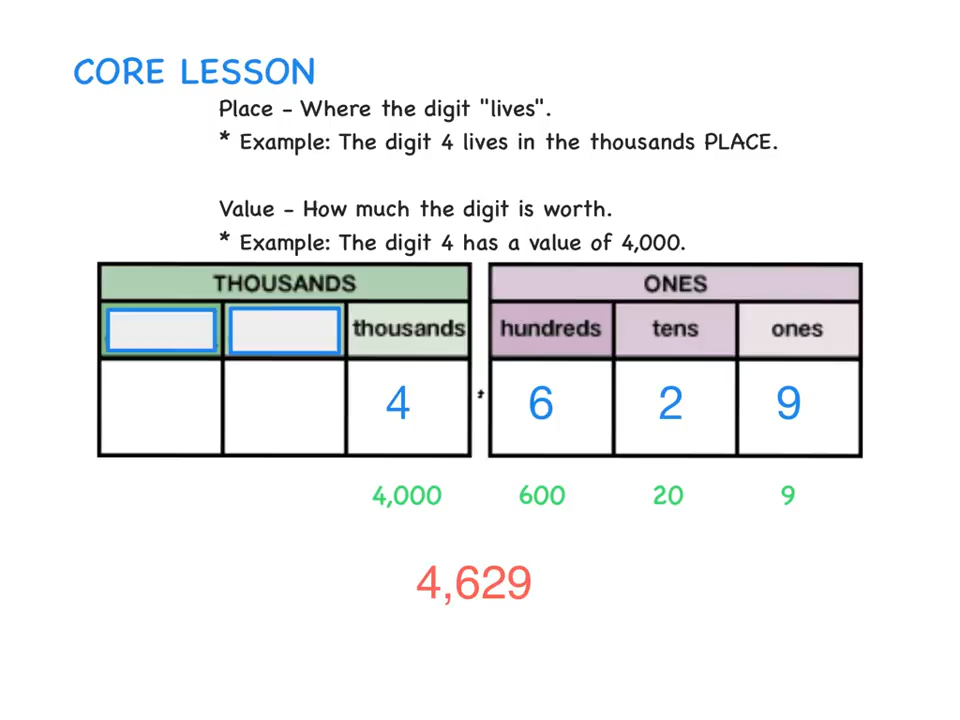 CORE LESSON
Place - Where the digit "lives".
* Example: The digit 4 lives in the thousands PLACE.
Value - How much the digit is worth.
* Example: The digit 4 has a value of 4,000.
THOUSANDS ONES
thousands hundreds tens ones
4 , 6 2 9
4,000 600 20 9
4,629